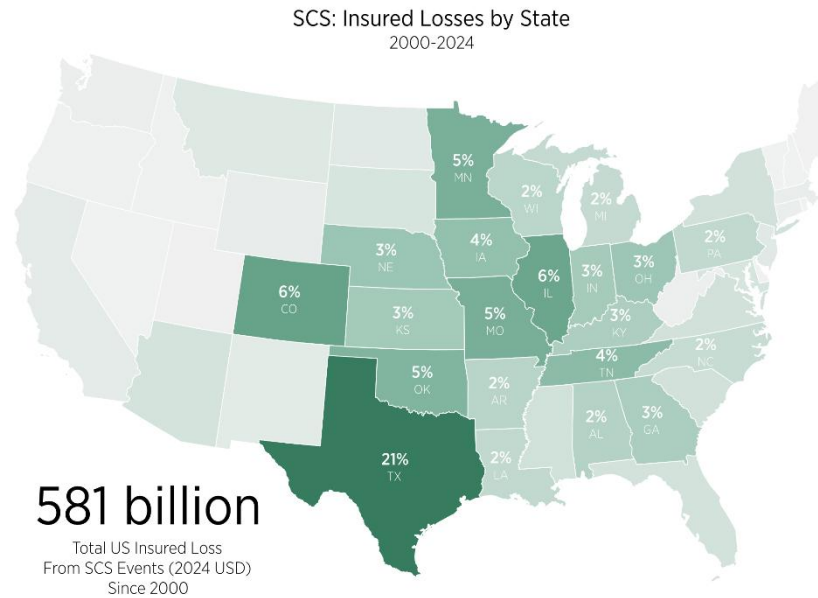 SCS: Insured Losses by State
2000-2024
5%
MN
2%
WI
2%
MI
4%
IA
3%
NE
6%
CO
3%
KS
5%
MO
6%
IL
3%
IN
3%
OH
2%
PA
3%
KY
4%
TN
2%
NC
5%
OK
2%
AR
2%
AL
3%
GA
21%
TX
2%
LA
581 billion
Total US Insured Loss
From SCS Events (2024 USD)
Since 2000